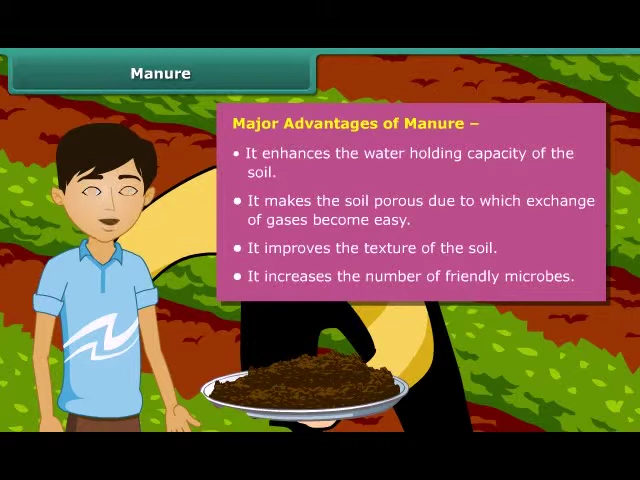 Manure
Major Advantages of Manure –
• It enhances the water holding capacity of the
soil.
• It makes the soil porous due to which exchange
of gases become easy.
• It improves the texture of the soil.
• It increases the number of friendly microbes.